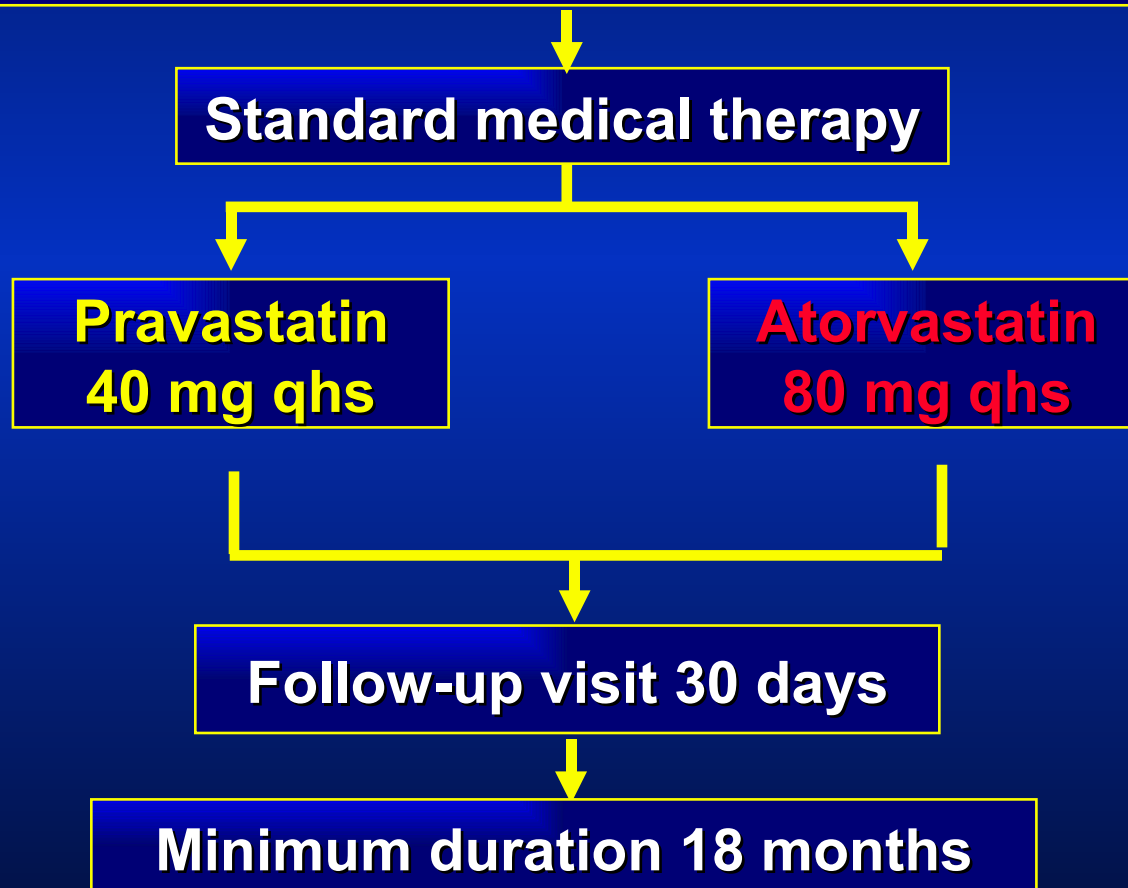 Standard medical therapy
Pravastatin
40 mg qhs
Atorvastatin
80 mg qhs
Follow-up visit 30 days
Minimum duration 18 months